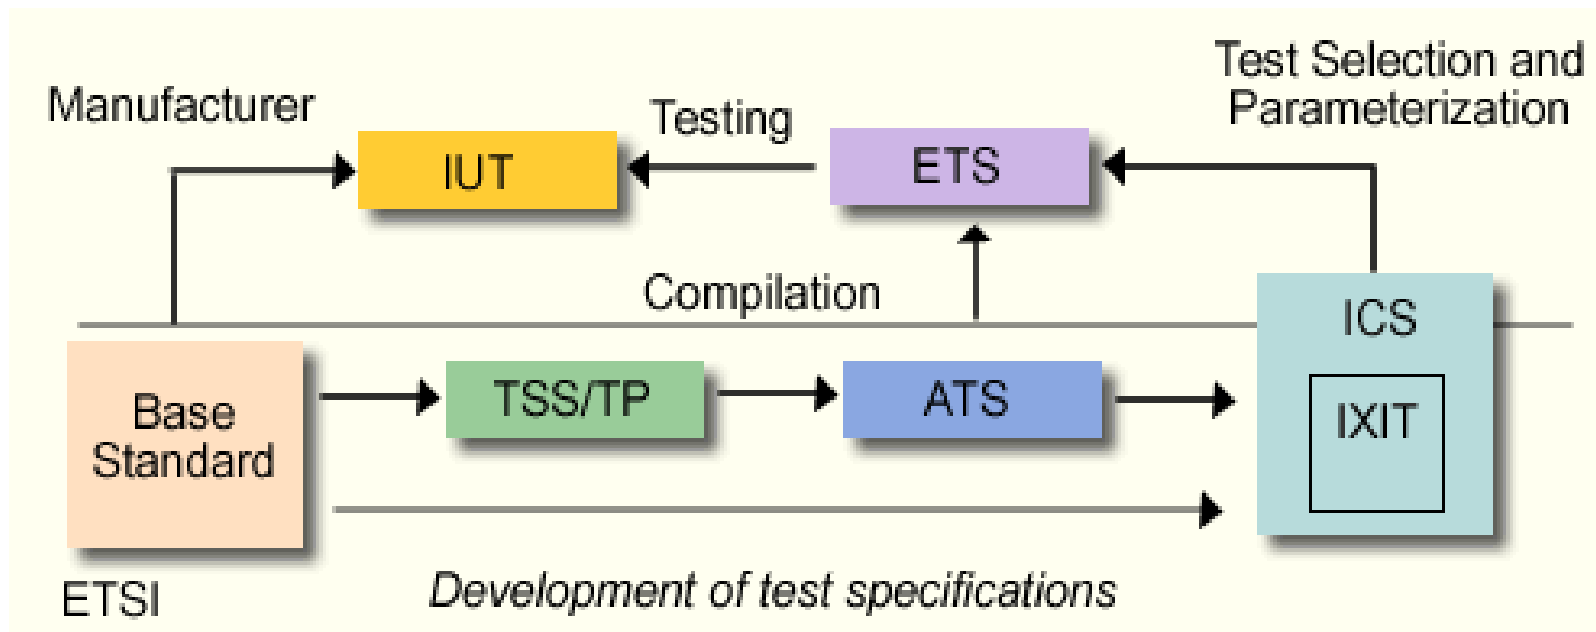 Manufacturer
IUT
Testing
ETS
Test Selection and
Parameterization
Compilation
Base
Standard
TSS/TP
ATS
ICS
IXIT
ETSI
Development of test specifications